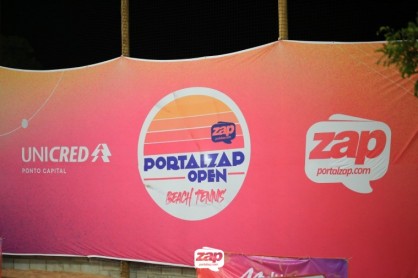 UNICRED
PONTO CAPITAL
zap
PORTALZAP
OPEN
BEACH TENNIS
zap
portalzap.com
zap